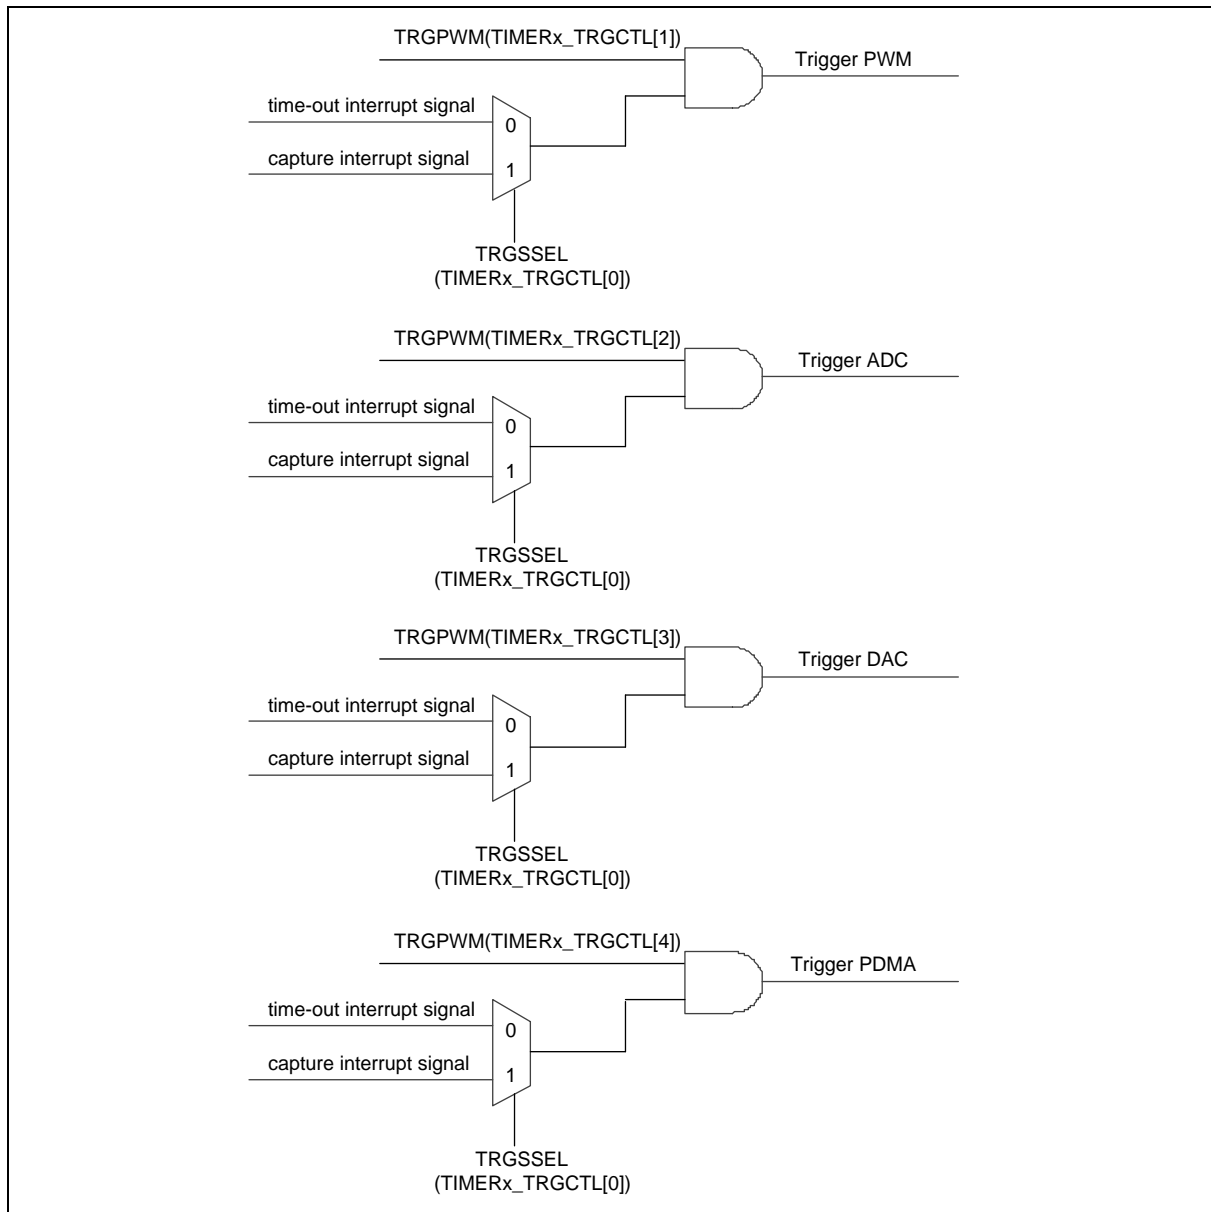 TRGPWM(TIMERx_TRGCTL[1])
Trigger PWM
time-out interrupt signal
0
capture interrupt signal
1
TRGSSEL
(TIMERx_TRGCTL[0])
TRGPWM(TIMERx_TRGCTL[2])
Trigger ADC
time-out interrupt signal
0
capture interrupt signal
1
TRGSSEL
(TIMERx_TRGCTL[0])
TRGPWM(TIMERx_TRGCTL[3])
Trigger DAC
time-out interrupt signal
0
capture interrupt signal
1
TRGSSEL
(TIMERx_TRGCTL[0])
TRGPWM(TIMERx_TRGCTL[4])
Trigger PDMA
time-out interrupt signal
0
capture interrupt signal
1
TRGSSEL
(TIMERx_TRGCTL[0])